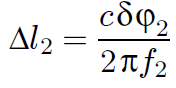 Δl₂ = cδφ₂ / 2πf₂